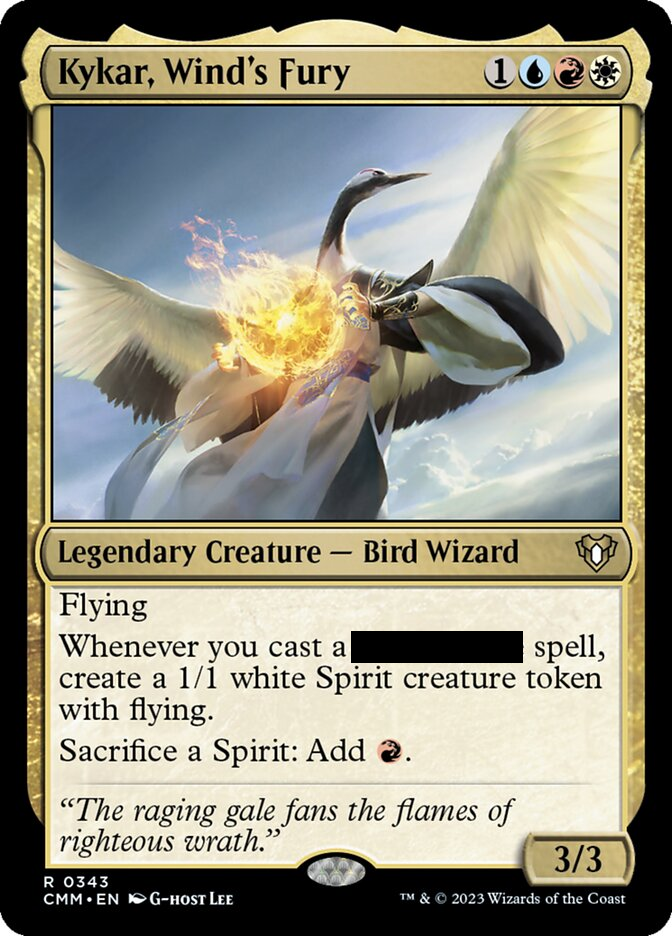 Kykar, Wind's Fury
1
Legendary Creature — Bird Wizard
Flying
Whenever you cast a spell,
create a 1/1 white Spirit creature token
with flying.
Sacrifice a Spirit: Add .
“The raging gale fans the flames of
righteous wrath.”
3/3
R 0343
CMM • EN G-host Lee
™ & © 2023 Wizards of the Coast